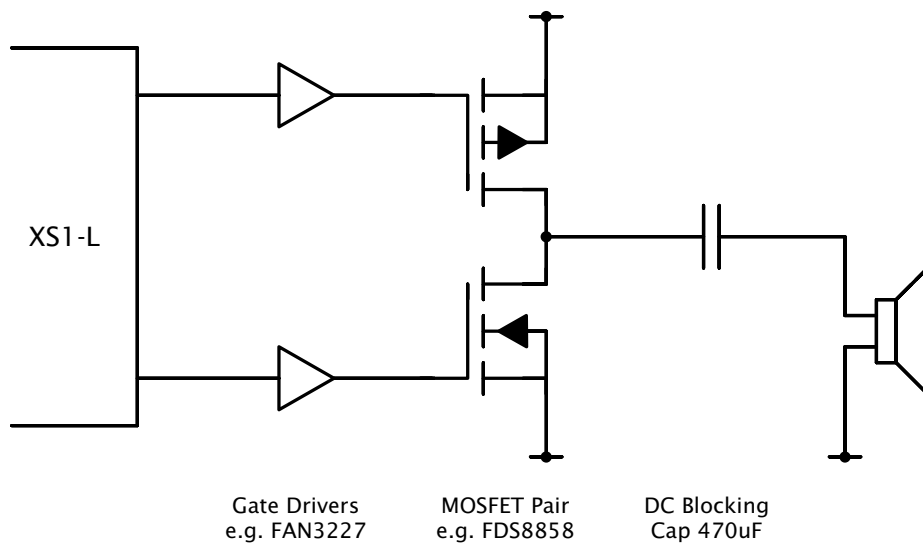 XS1-L
Gate Drivers
e.g. FAN3227
MOSFET Pair
e.g. FDS8858
DC Blocking
Cap 470uF